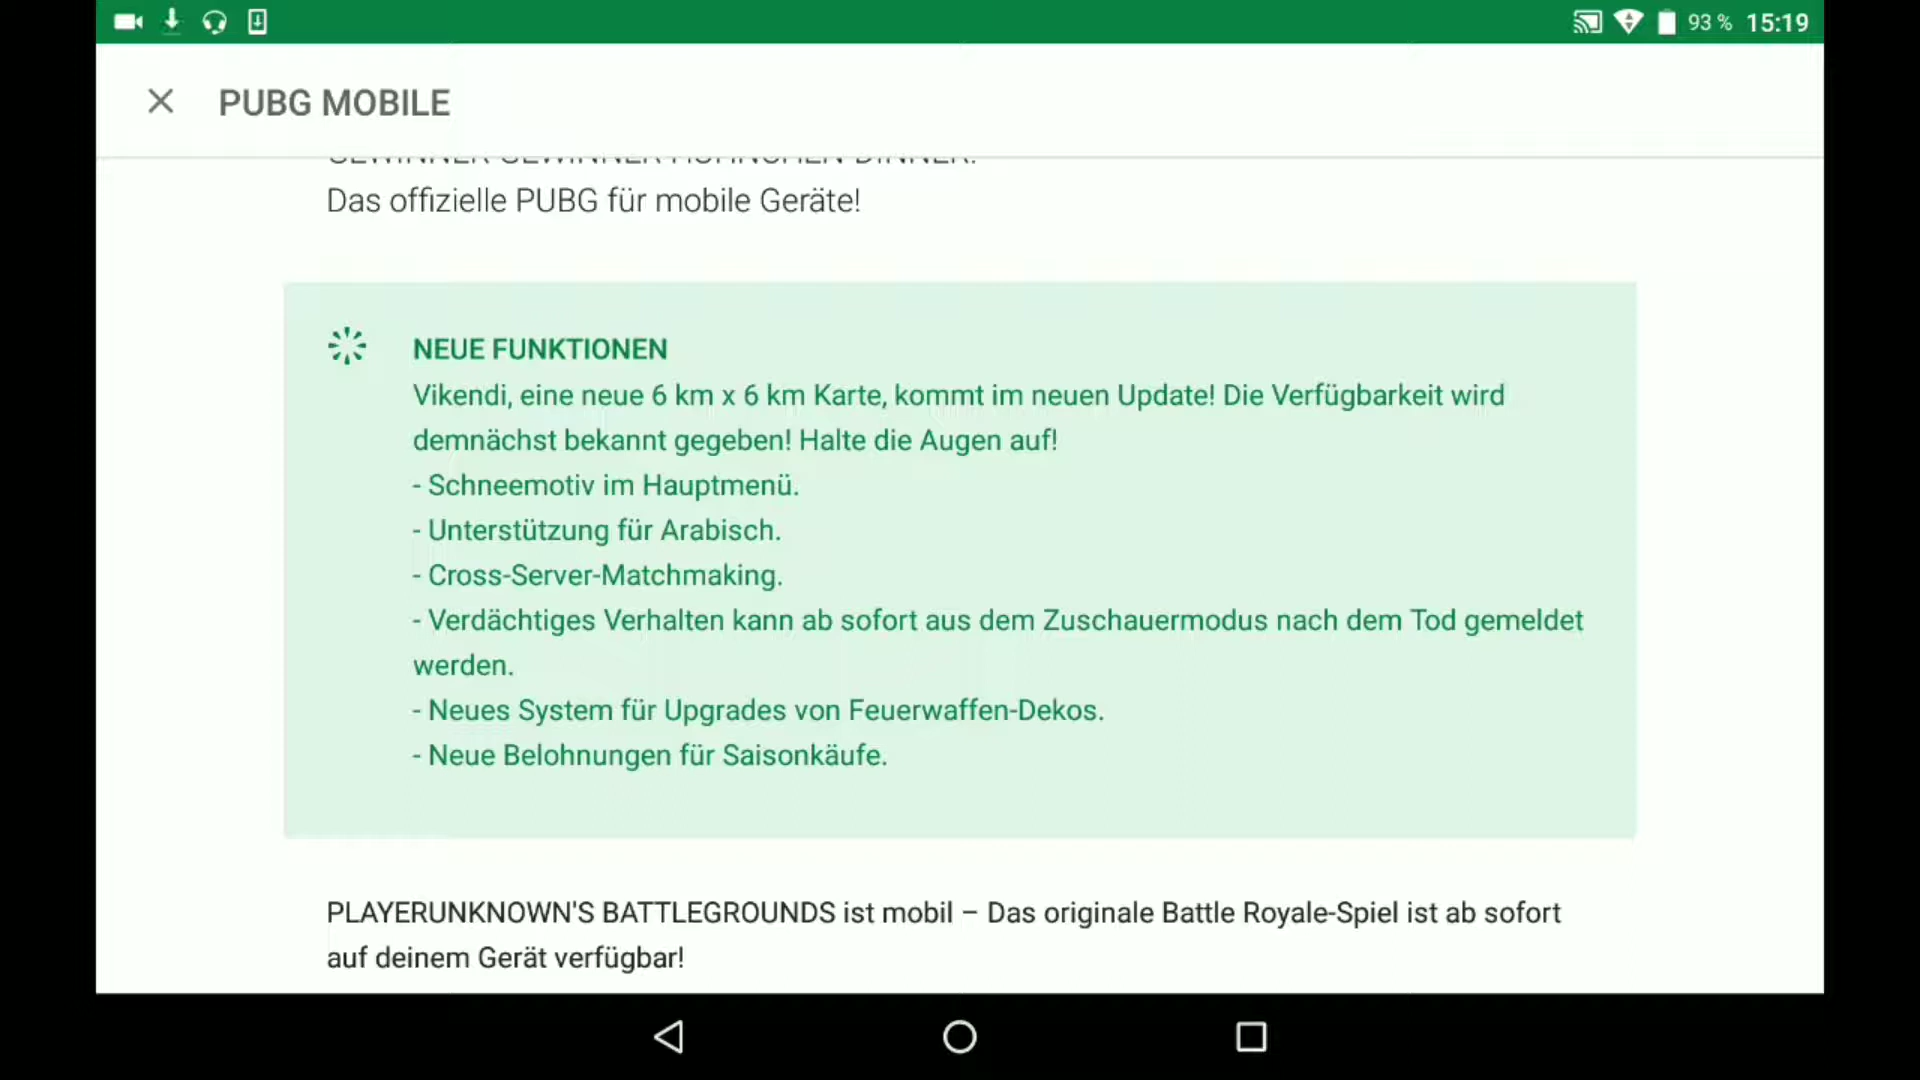 93 % 15:19
PUBG MOBILE
GEWINNER GEWINNER HÜHNCHEN-DINNER!
Das offizielle PUBG für mobile Geräte!
NEUE FUNKTIONEN
Vikendi, eine neue 6 km x 6 km Karte, kommt im neuen Update! Die Verfügbarkeit wird
demnächst bekannt gegeben! Halte die Augen auf!
- Schneemotiv im Hauptmenü.
- Unterstützung für Arabisch.
- Cross-Server-Matchmaking.
- Verdächtiges Verhalten kann ab sofort aus dem Zuschauermodus nach dem Tod gemeldet
werden.
- Neues System für Upgrades von Feuerwaffen-Dekos.
- Neue Belohnungen für Saisonkäufe.
PLAYERUNKNOWN'S BATTLEGROUNDS ist mobil – Das originale Battle Royale-Spiel ist ab sofort
auf deinem Gerät verfügbar!